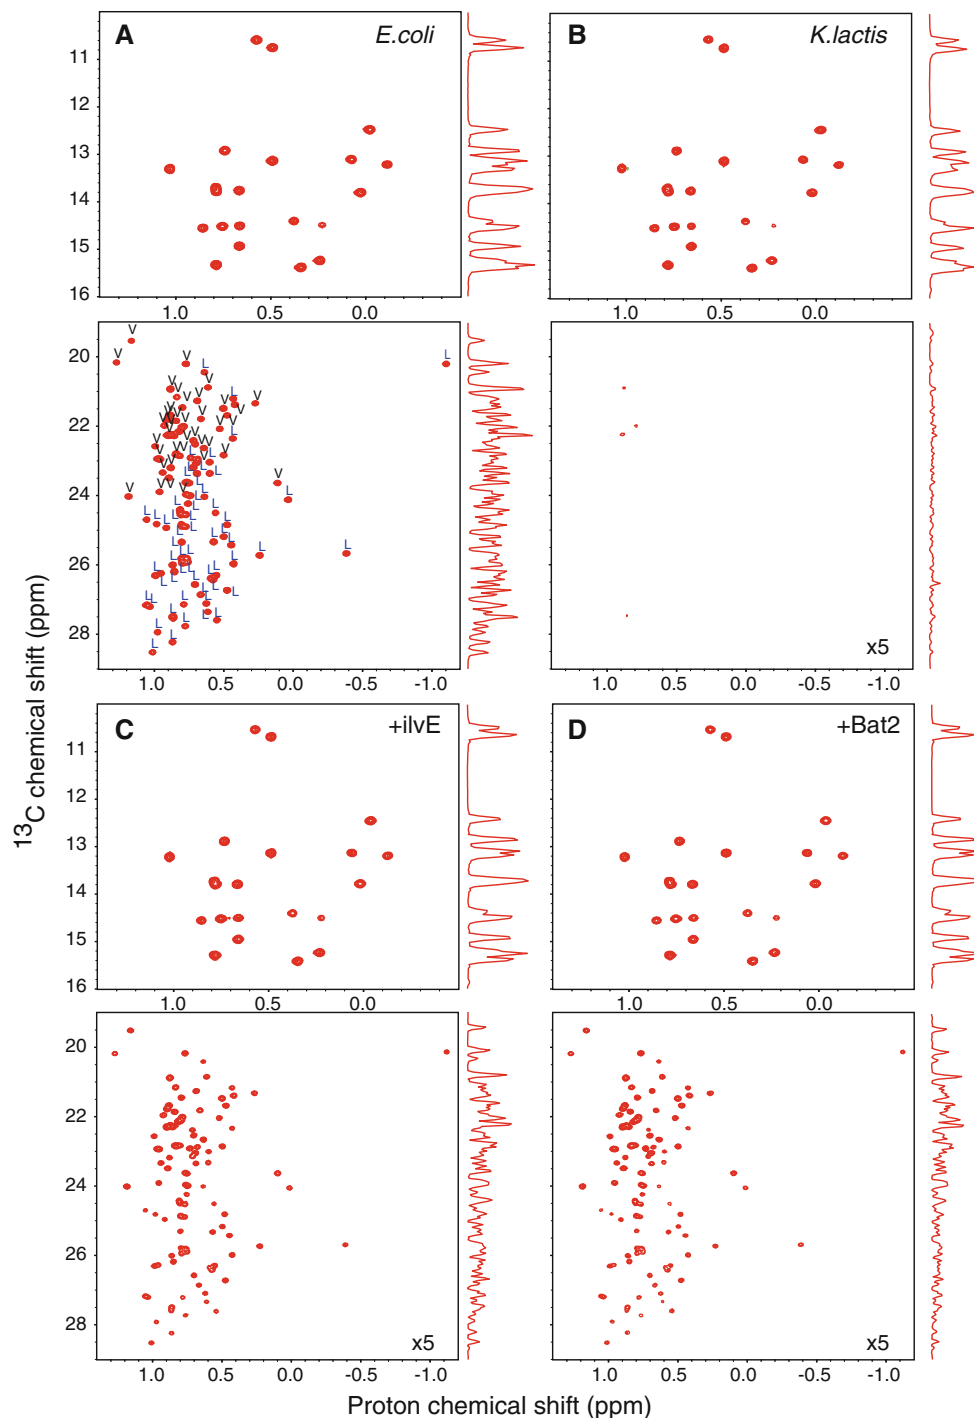 A
E.coli
B
K.lactis
11
12
13
14
15
16
1.0 0.5 0.0
1.0 0.5 0.0
20
22
24
26
28
V
V
V
L
L
V
L
V
V
L
x5
1.0 0.5 0.0 -0.5 -1.0
1.0 0.5 0.0 -0.5 -1.0
13C chemical shift (ppm)
C
+ilvE
D
+Bat2
11
12
13
14
15
16
1.0 0.5 0.0
1.0 0.5 0.0
20
22
24
26
28
x5
x5
1.0 0.5 0.0 -0.5 -1.0
1.0 0.5 0.0 -0.5 -1.0
Proton chemical shift (ppm)